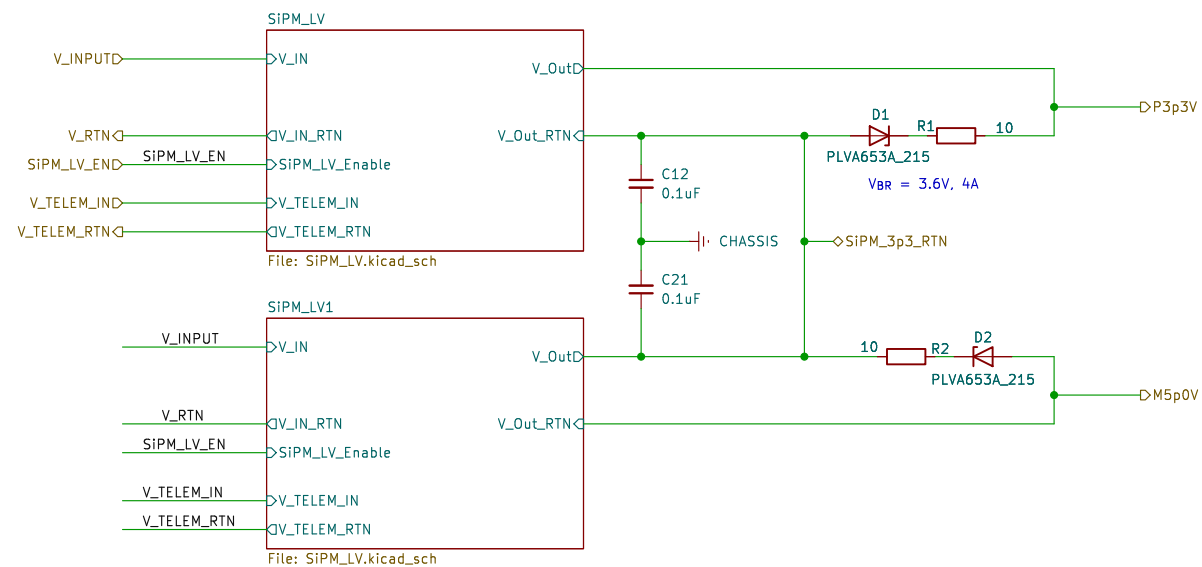 SiPM_LV
V_INPUT
V_IN
V_Out
P3p3V
V_RTN
V_IN_RTN
V_Out_RTN
D1
PLVA653A_215
R1
10
VBR = 3.6V, 4A
SiPM_LV_EN
SiPM_LV_EN
SiPM_LV_Enable
C12
0.1uF
V_TELEM_IN
V_TELEM_IN
V_TELEM_RTN
V_TELEM_RTN
CHASSIS
SiPM_3p3_RTN
File: SiPM_LV.kicad_sch
C21
0.1uF
SiPM_LV1
V_INPUT
V_IN
V_Out
10
R2
D2
PLVA653A_215
M5p0V
V_RTN
V_IN_RTN
V_Out_RTN
SiPM_LV_EN
SiPM_LV_Enable
V_TELEM_IN
V_TELEM_IN
V_TELEM_RTN
V_TELEM_RTN
File: SiPM_LV.kicad_sch